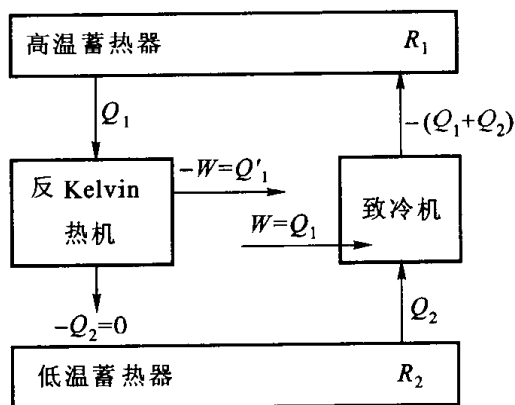 高温蓄热器 R₁
Q₁
-(Q₁+Q₂)
反 Kelvin
热机
-W=Q′₁
W=Q₁
致冷机
-Q₂=0
Q₂
低温蓄热器 R₂